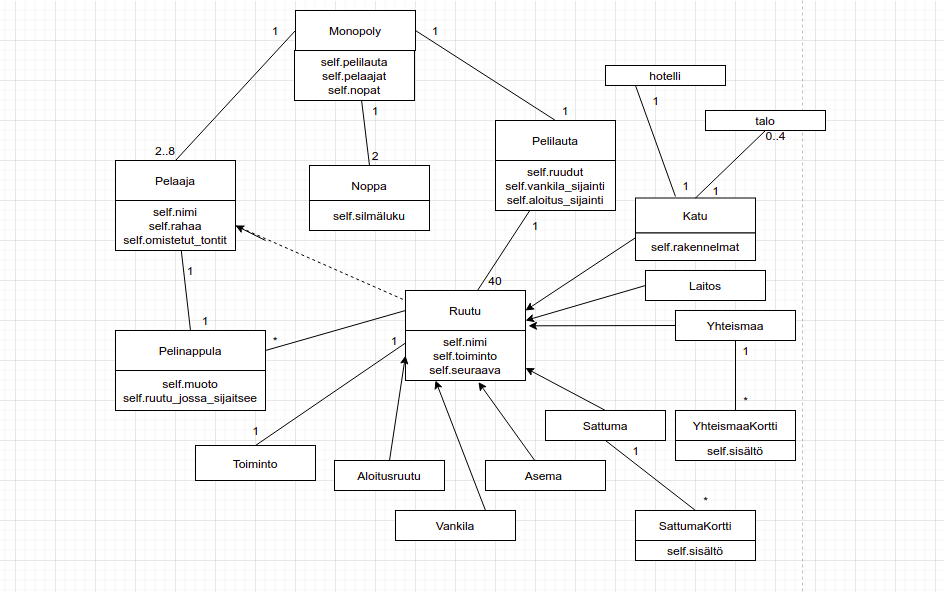 Monopoly
self.pelilauta
self.pelaajat
self.nopat
1
1
1
2..8
2
1
hotelli
1
talo
0..4
Pelaaja
self.nimi
self.rahaa
self.omistetut_tontit
Noppa
self.silmäluku
Pelilauta
self.ruudut
self.vankila_sijainti
self.aloitus_sijainti
1
1
Katu
self.rakennelmat
1
1
40
Laitos
Ruutu
self.nimi
self.toiminto
self.seuraava
Yhteismaa
1
*
1
*
1
Pelinappula
self.muoto
self.ruutu_jossa_sijaitsee
YhteismaaKortti
self.sisältö
Sattuma
1
1
Toiminto
Aloitusruutu
Asema
*
Vankila
SattumaKortti
self.sisältö